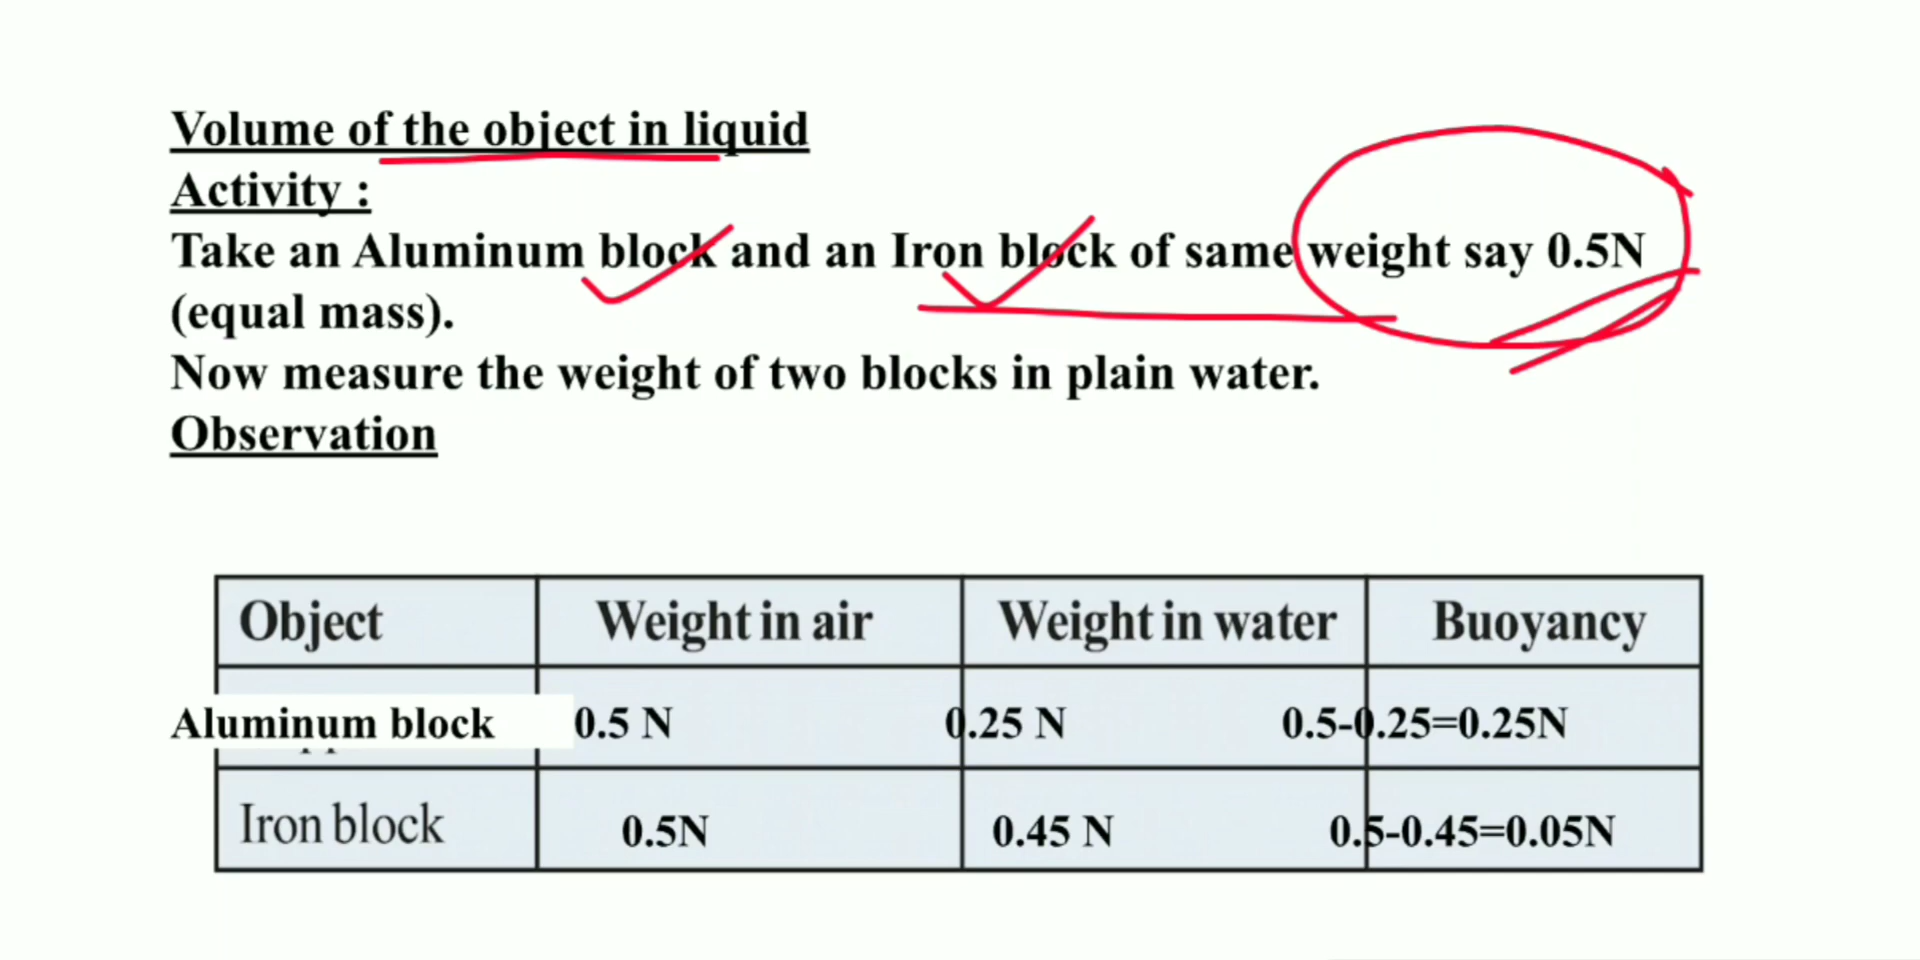 Volume of the object in liquid
Activity :
Take an Aluminum block and an Iron block of same weight say 0.5N
(equal mass).
Now measure the weight of two blocks in plain water.
Observation
Object Weight in air Weight in water Buoyancy
Aluminum block 0.5 N 0.25 N 0.5-0.25=0.25N
Iron block 0.5N 0.45 N 0.5-0.45=0.05N